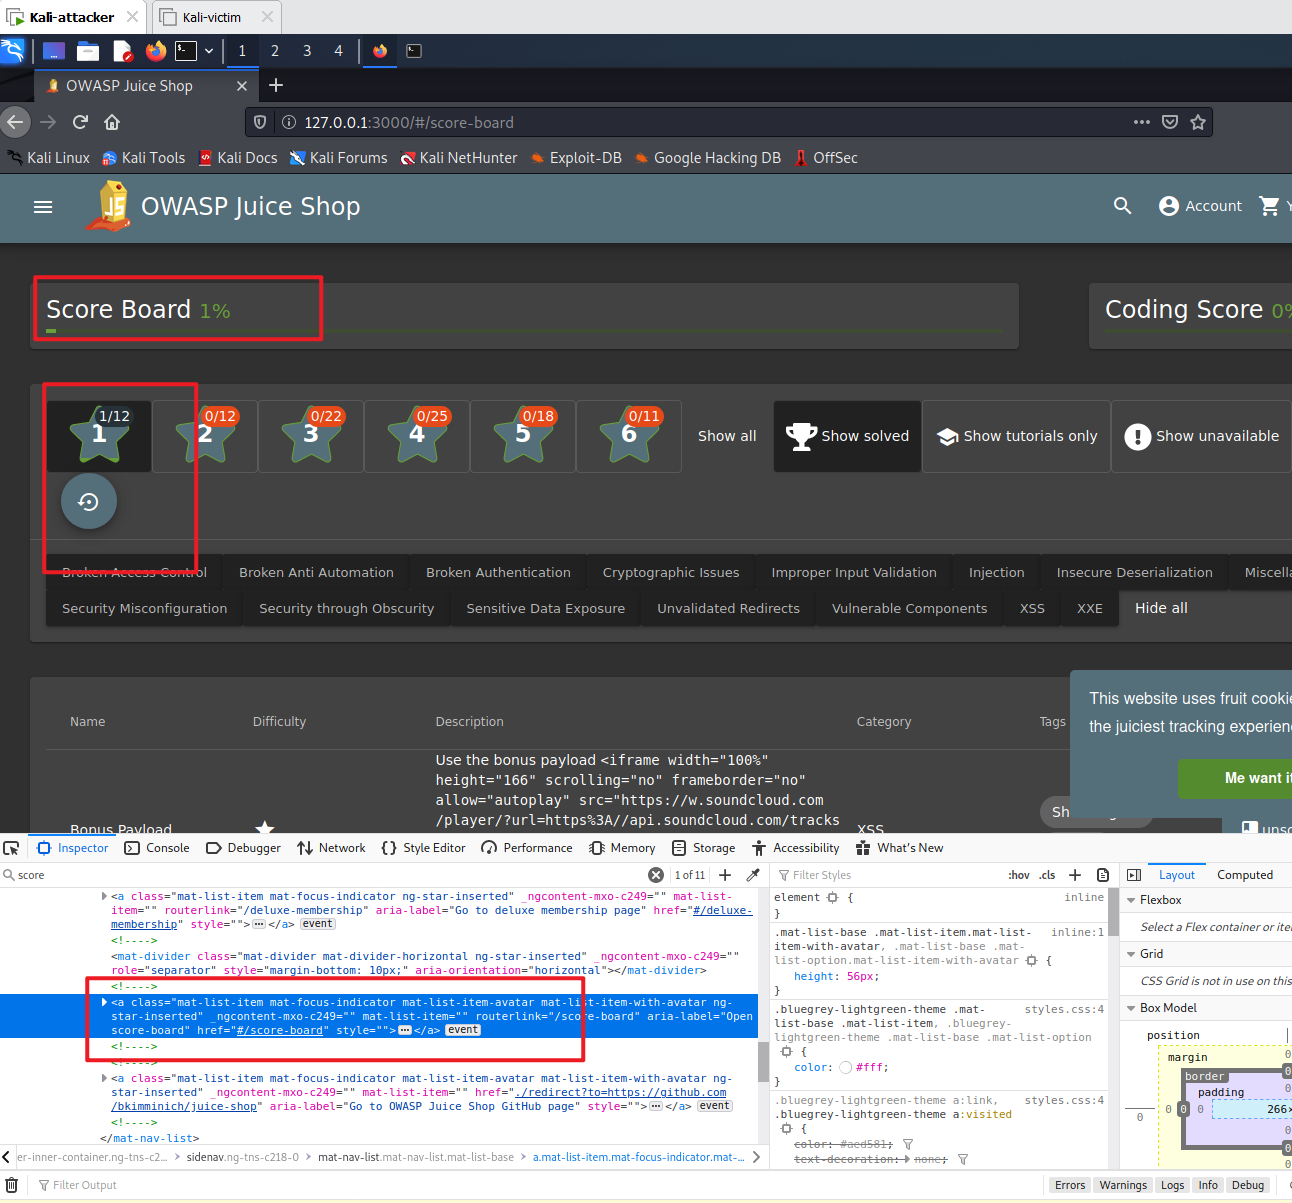 Kali-attacker
Kali-victim
1 2 3 4
OWASP Juice Shop
127.0.0.1:3000/#/score-board
Kali Linux Kali Tools Kali Docs Kali Forums Kali NetHunter Exploit-DB Google Hacking DB OffSec
JS OWASP Juice Shop Account
Score Board 1% Coding Score 0%
1/12 0/12 0/22 0/25 0/18 0/11
1 2 3 4 5 6 Show all Show solved Show tutorials only Show unavailable
Broken Access Control Broken Anti Automation Broken Authentication Cryptographic Issues Improper Input Validation Injection Insecure Deserialization Miscella
Security Misconfiguration Security through Obscurity Sensitive Data Exposure Unvalidated Redirects Vulnerable Components XSS XXE Hide all
This website uses fruit cookie
the juiciest tracking experien
Me want it
Name Difficulty Description Category Tags
Use the bonus payload <iframe width="100%"
height="166" scrolling="no" frameborder="no"
allow="autoplay" src="https://w.soundcloud.com
/player/?url=https%3A//api.soundcloud.com/tracks
Bonus Payload XSS
unso
Inspector Console Debugger Network Style Editor Performance Memory Storage Accessibility What's New
score 1 of 11
<a class="mat-list-item mat-focus-indicator ng-star-inserted" _ngcontent-mxo-c249="" mat-list-
item="" routerlink="/deluxe-membership" aria-label="Go to deluxe membership page" href="#/deluxe-
membership" style="">⋯</a> event
<!---->
<mat-divider class="mat-divider mat-divider-horizontal ng-star-inserted" _ngcontent-mxo-c249=""
role="separator" style="margin-bottom: 10px;" aria-orientation="horizontal"></mat-divider>
<!---->
<a class="mat-list-item mat-focus-indicator mat-list-item-avatar mat-list-item-with-avatar ng-
star-inserted" _ngcontent-mxo-c249="" mat-list-item="" routerlink="/score-board" aria-label="Open
score-board" href="#/score-board" style="">⋯</a> event
<!---->
<!---->
<a class="mat-list-item mat-focus-indicator mat-list-item-avatar mat-list-item-with-avatar ng-
star-inserted" _ngcontent-mxo-c249="" mat-list-item="" href="./redirect?to=https://github.com
/bkimminich/juice-shop" aria-label="Go to OWASP Juice Shop GitHub page" style="">⋯</a> event
<!---->
</mat-nav-list>
er-inner-container.ng-tns-c2... sidenav.ng-tns-c218-0 mat-nav-list.mat-nav-list.mat-list-base a.mat-list-item.mat-focus-indicator.mat-...
Filter Styles :hov .cls
element { inline
}
.mat-list-base .mat-list-item.mat-list- inline:1
item-with-avatar, .mat-list-base .mat-
list-option.mat-list-item-with-avatar {
height: 56px;
}
.bluegrey-lightgreen-theme .mat- styles.css:4
list-base .mat-list-item, .bluegrey-
lightgreen-theme .mat-list-base .mat-list-option
{
color: #fff;
}
.bluegrey-lightgreen-theme a:link, styles.css:4
.bluegrey-lightgreen-theme a:visited
{
color: #aed581;
text-decoration: none;
Layout Computed
Flexbox
Select a Flex container or ite
Grid
CSS Grid is not in use on this
Box Model
position
margin 0
border 0
padding 0
0 0 0 0 266×
0
0
0
Filter Output Errors Warnings Logs Info Debug